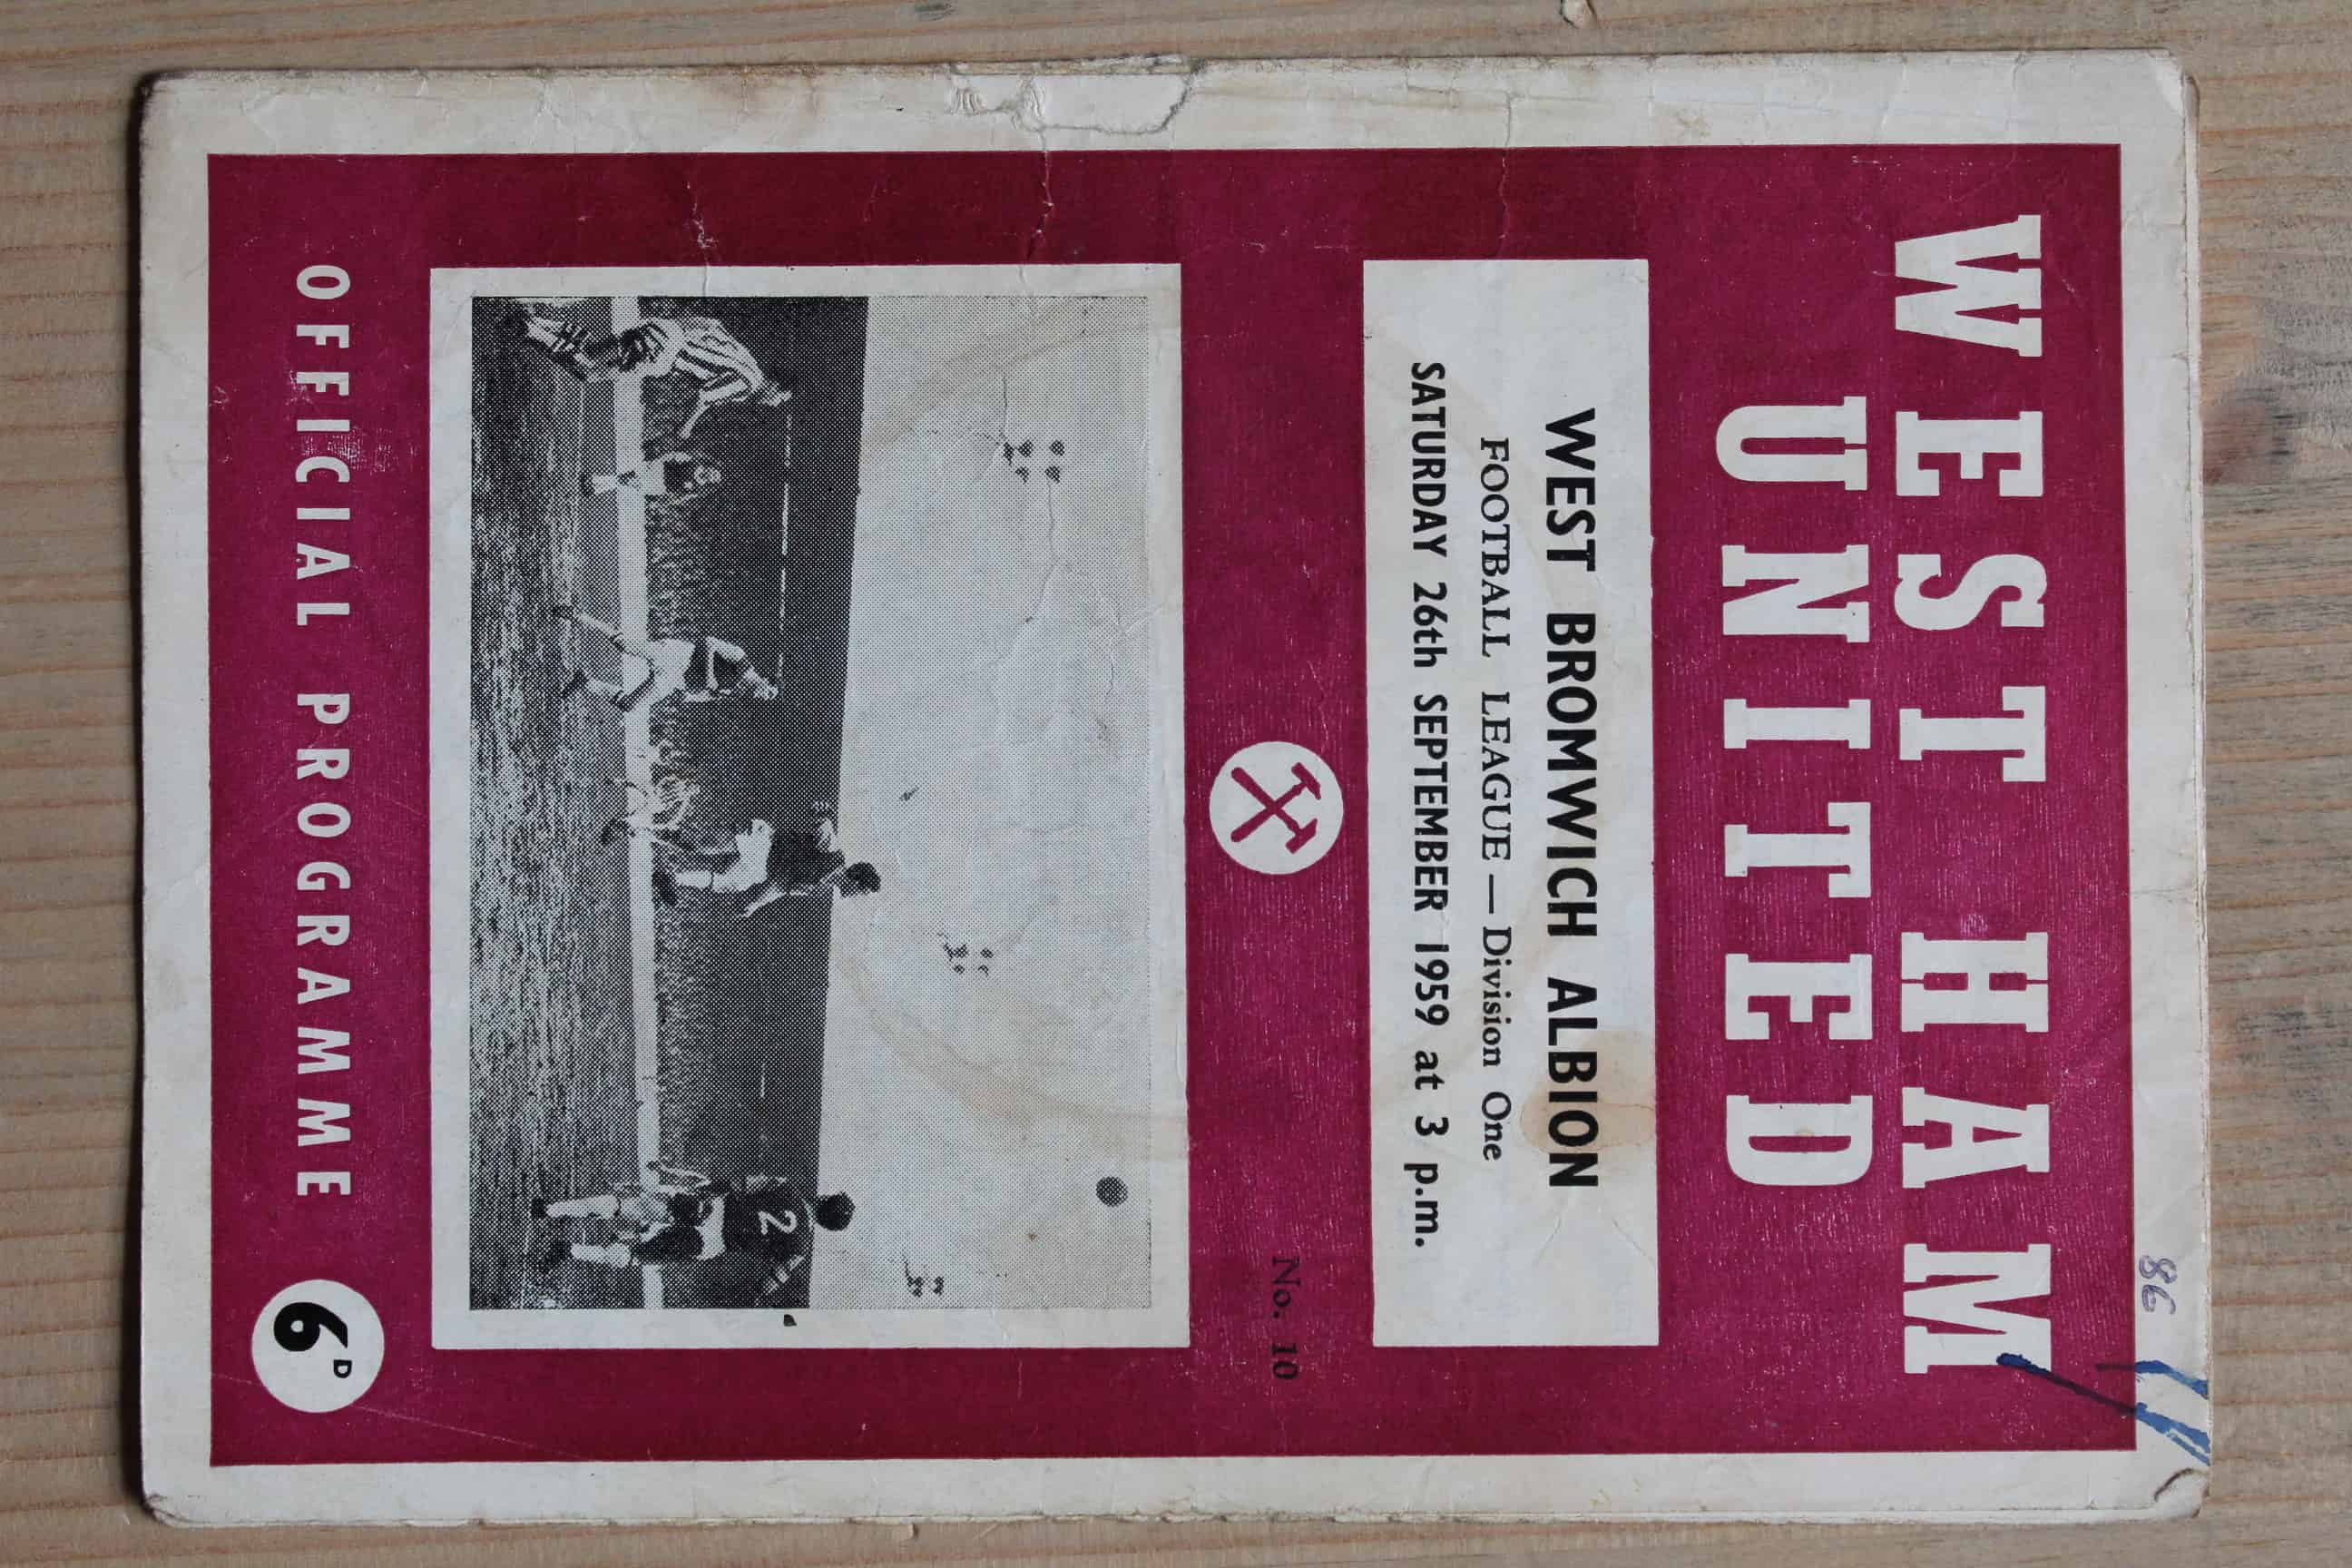 86
WEST HAM
UNITED
WEST BROMWICH ALBION
FOOTBALL LEAGUE — Division One
SATURDAY 26th SEPTEMBER 1959 at 3 p.m.
No. 10
2
OFFICIAL PROGRAMME
6D